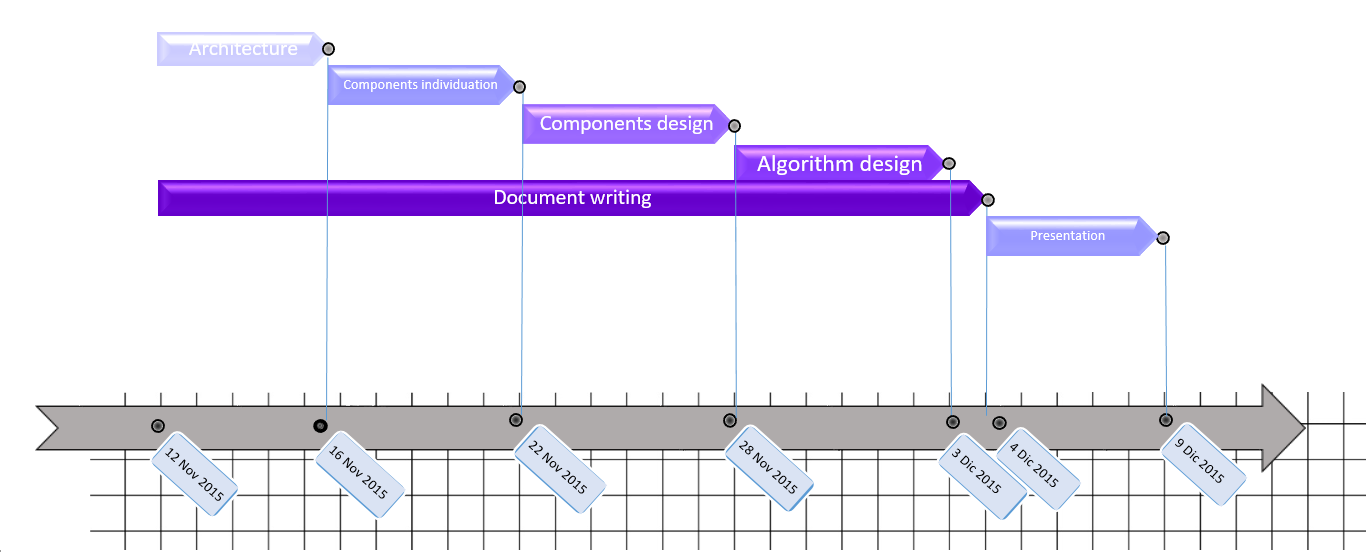 Architecture
Components individuation
Components design
Algorithm design
Document writing
Presentation
12 Nov 2015
16 Nov 2015
22 Nov 2015
28 Nov 2015
3 Dic 2015
4 Dic 2015
9 Dic 2015